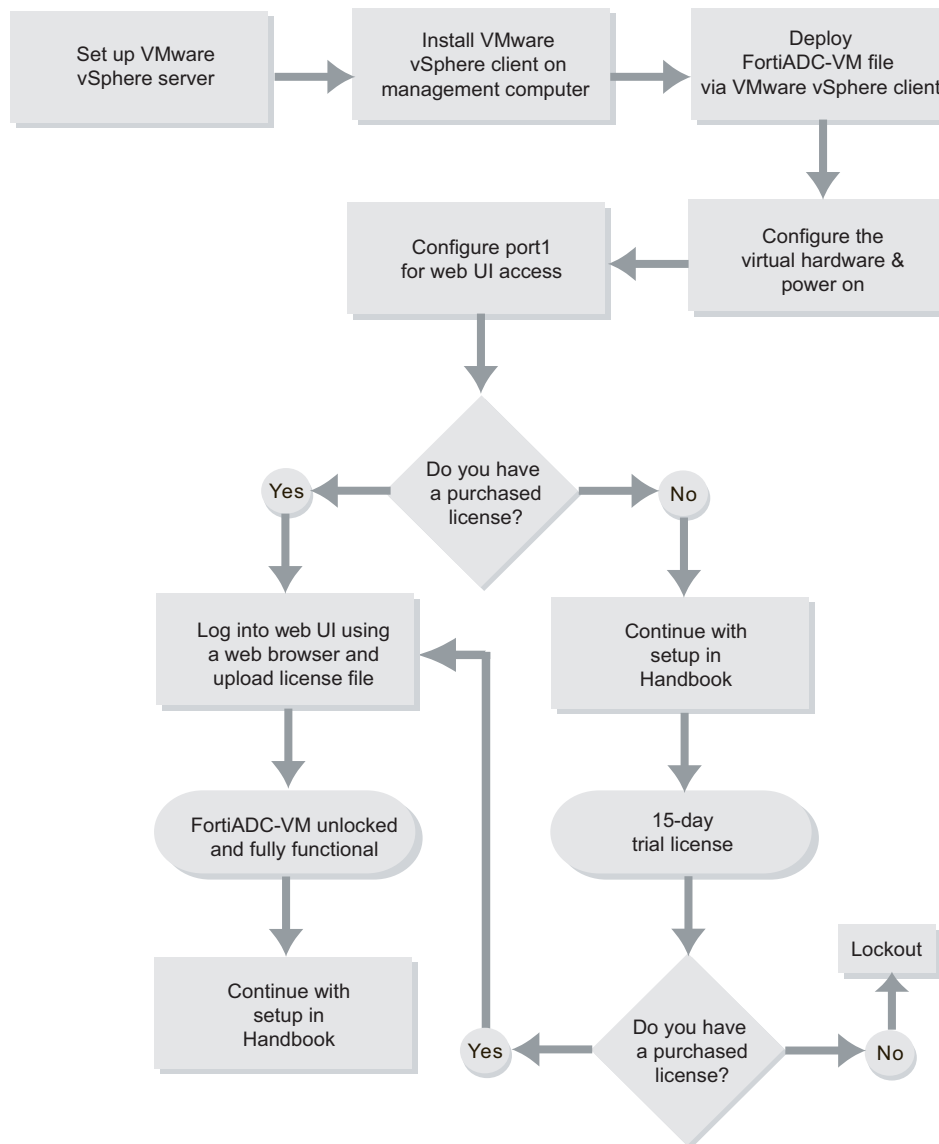 Set up VMware
vSphere server
Install VMware
vSphere client on
management computer
Deploy
FortiADC-VM file
via VMware vSphere client
Configure port1
for web UI access
Configure the
virtual hardware &
power on
Do you have
a purchased
license?
Yes
No
Log into web UI using
a web browser and
upload license file
Continue with
setup in
Handbook
FortiADC-VM unlocked
and fully functional
15-day
trial license
Lockout
Continue with
setup in
Handbook
Do you have
a purchased
license?
Yes
No